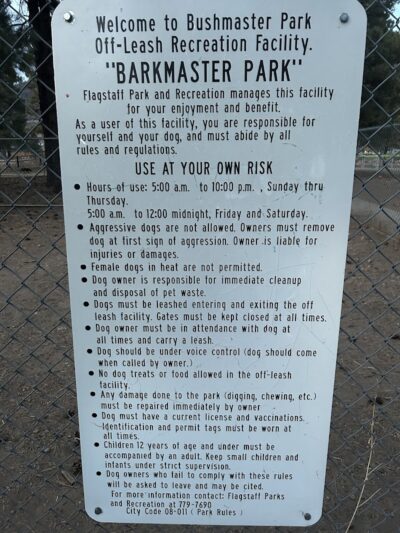 Welcome to Bushmaster Park
Off-Leash Recreation Facility.
"BARKMASTER PARK"
Flagstaff Park and Recreation manages this facility
for your enjoyment and benefit.
As a user of this facility, you are responsible for
yourself and your dog, and must abide by all
rules and regulations.
USE AT YOUR OWN RISK
• Hours of use: 5:00 a.m. to 10:00 p.m. , Sunday thru
Thursday.
5:00 a.m. to 12:00 midnight, Friday and Saturday.
• Aggressive dogs are not allowed. Owners must remove
dog at first sign of aggression. Owner is liable for
injuries or damages.
• Female dogs in heat are not permitted.
• Dog owner is responsible for immediate cleanup
and disposal of pet waste.
• Dogs must be leashed entering and exiting the off
leash facility. Gates must be kept closed at all times.
• Dog owner must be in attendance with dog at
all times and carry a leash.
• Dog should be under voice control (dog should come
when called by owner.)
• No dog treats or food allowed in the off-leash
facility.
• Any damage done to the park (digging, chewing, etc.)
must be repaired immediately by owner
• Dog must have a current license and vaccinations.
Identification and permit tags must be worn at
all times.
• Children 12 years of age and under must be
accompanied by an adult. Keep small children and
infants under strict supervision.
• Dog owners who fail to comply with these rules
will be asked to leave and may be cited.
For more information contact: Flagstaff Parks
and Recreation at 779-7690
City Code 08-011 ( Park Rules )